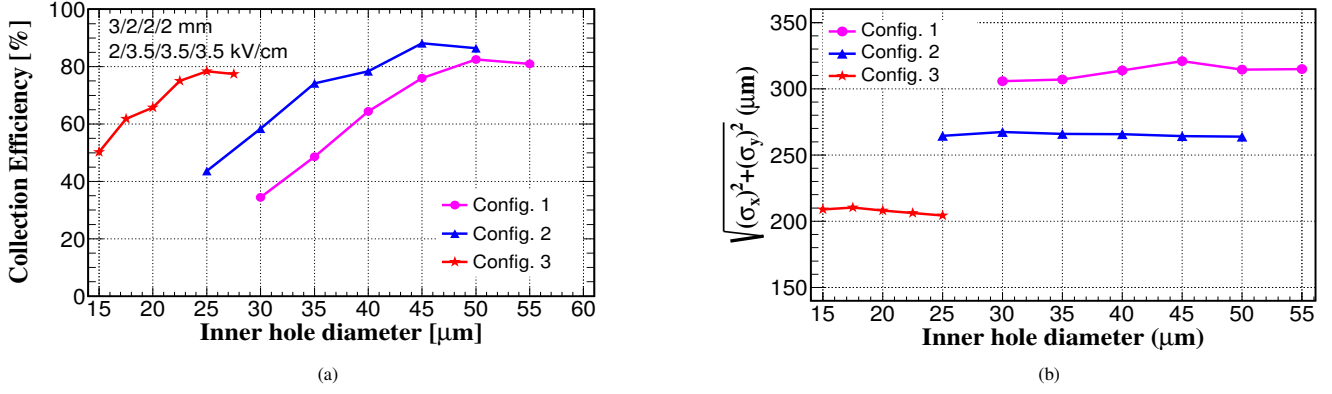 3/2/2/2 mm
2/3.5/3.5/3.5 kV/cm
Collection Efficiency [%]
100
80
60
40
20
0
Config. 1
Config. 2
Config. 3
15 20 25 30 35 40 45 50 55 60
Inner hole diameter [μm]
(a)
√(σx)²+(σy)² (μm)
350
300
250
200
150
Config. 1
Config. 2
Config. 3
15 20 25 30 35 40 45 50 55
Inner hole diameter (μm)
(b)